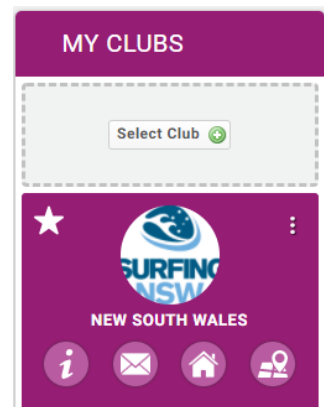 MY CLUBS
Select Club
SURFING
NSW
NEW SOUTH WALES